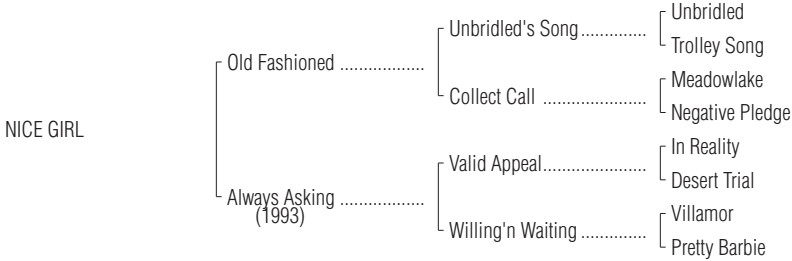 Unbridled
Unbridled's Song..............
Trolley Song
Old Fashioned ..................
Meadowlake
Collect Call ......................
Negative Pledge
NICE GIRL
In Reality
Valid Appeal......................
Desert Trial
Always Asking ..................
(1993)
Villamor
Willing'n Waiting ..............
Pretty Barbie